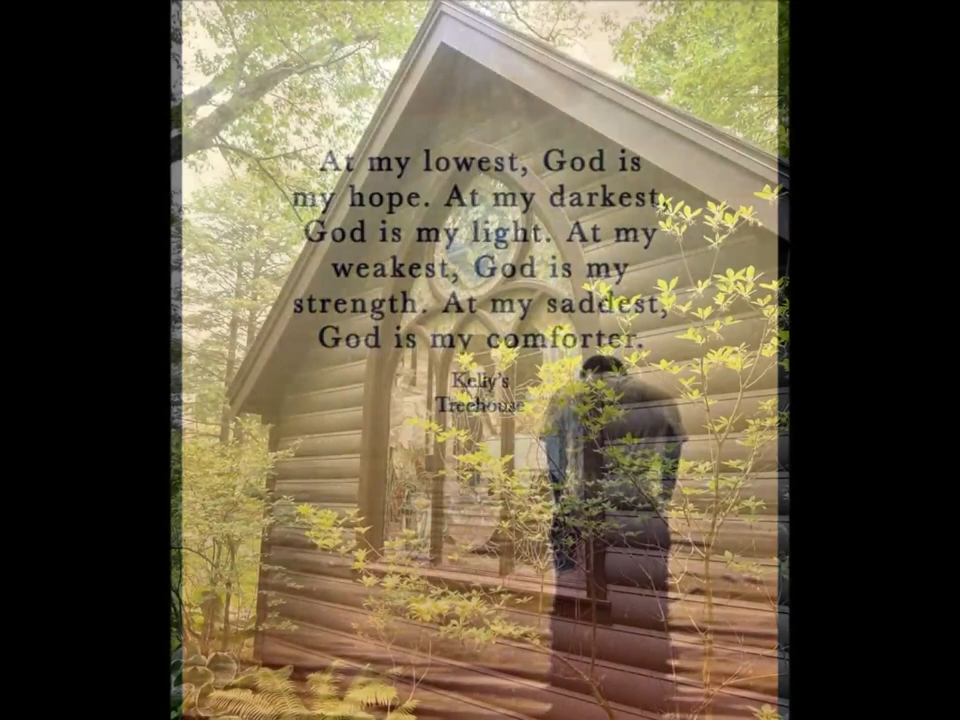 At my lowest, God is
my hope. At my darkest,
God is my light. At my
weakest, God is my
strength. At my saddest,
God is my comforter.
Kelly's
Treehouse